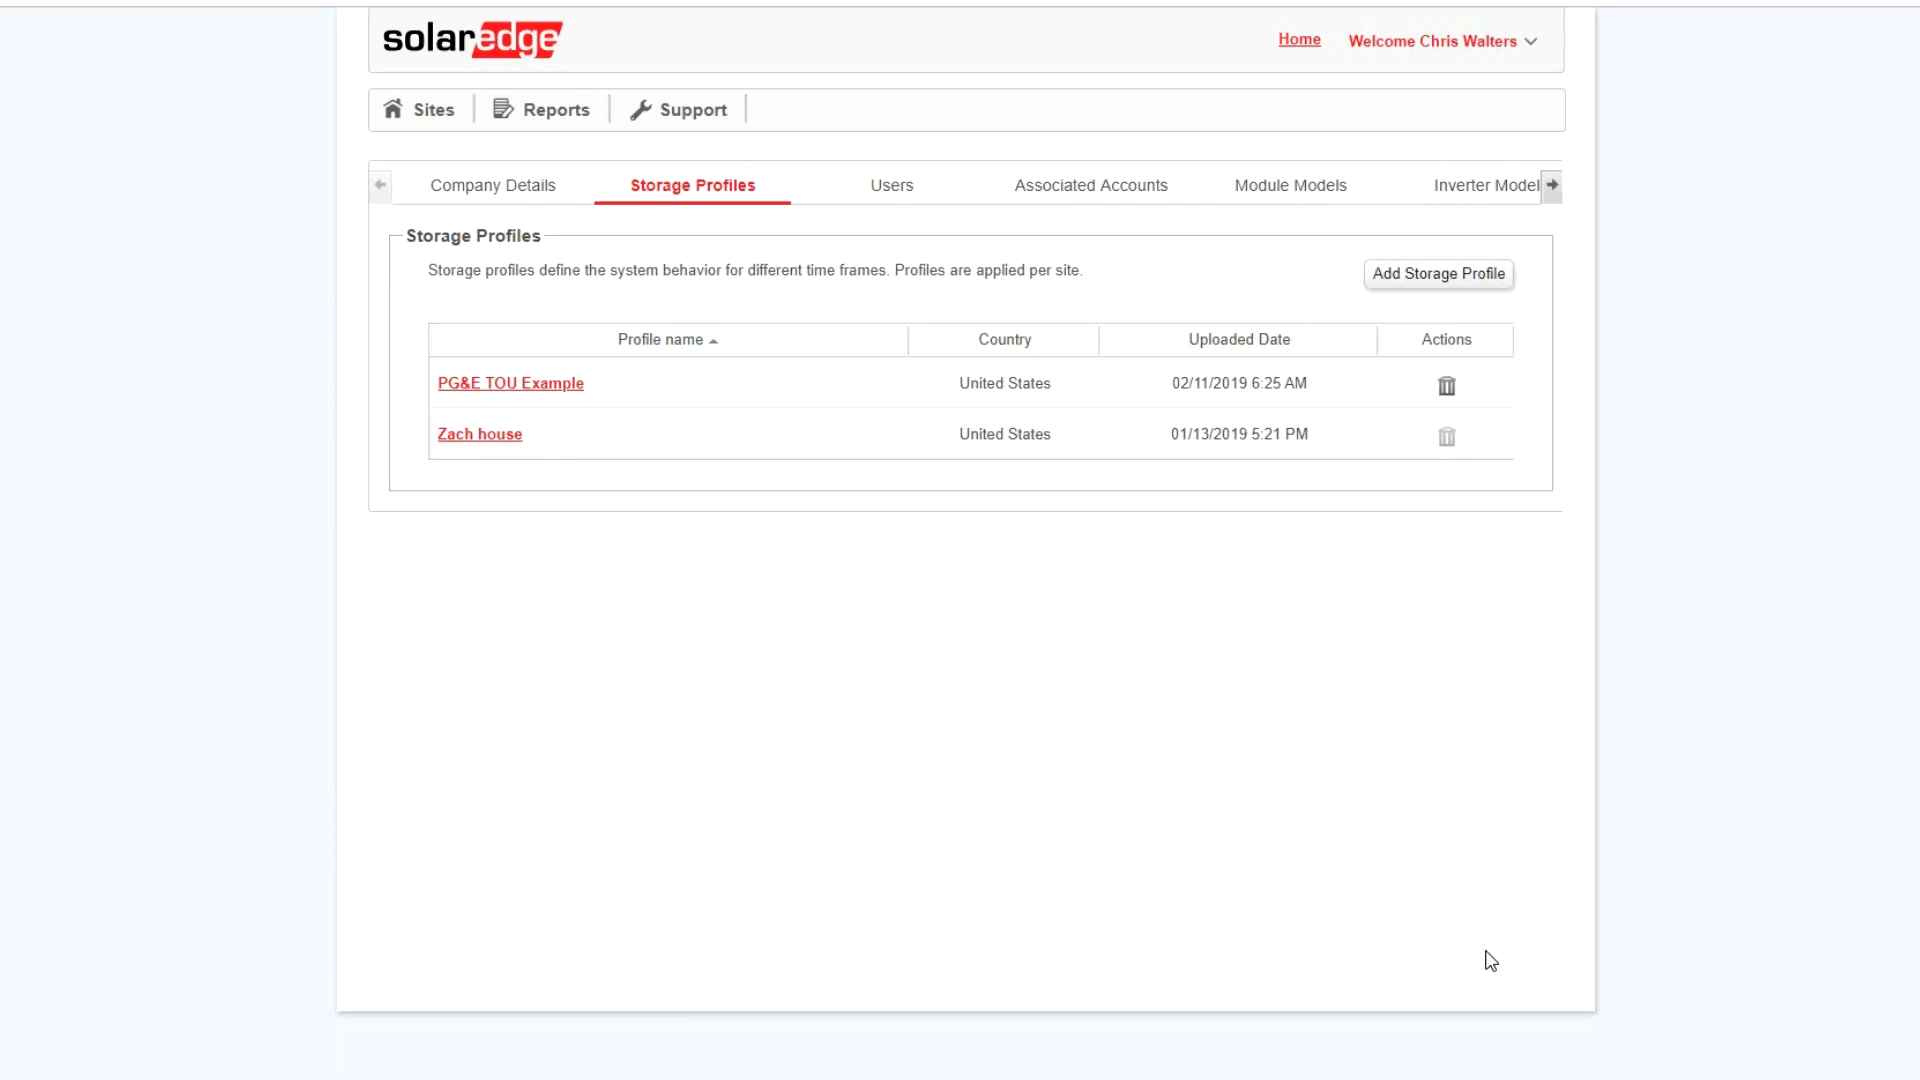 solaredge
Home Welcome Chris Walters
Sites Reports Support
Company Details Storage Profiles Users Associated Accounts Module Models Inverter Model
Storage Profiles
Storage profiles define the system behavior for different time frames. Profiles are applied per site.
Add Storage Profile
Profile name Country Uploaded Date Actions
PG&E TOU Example United States 02/11/2019 6:25 AM
Zach house United States 01/13/2019 5:21 PM